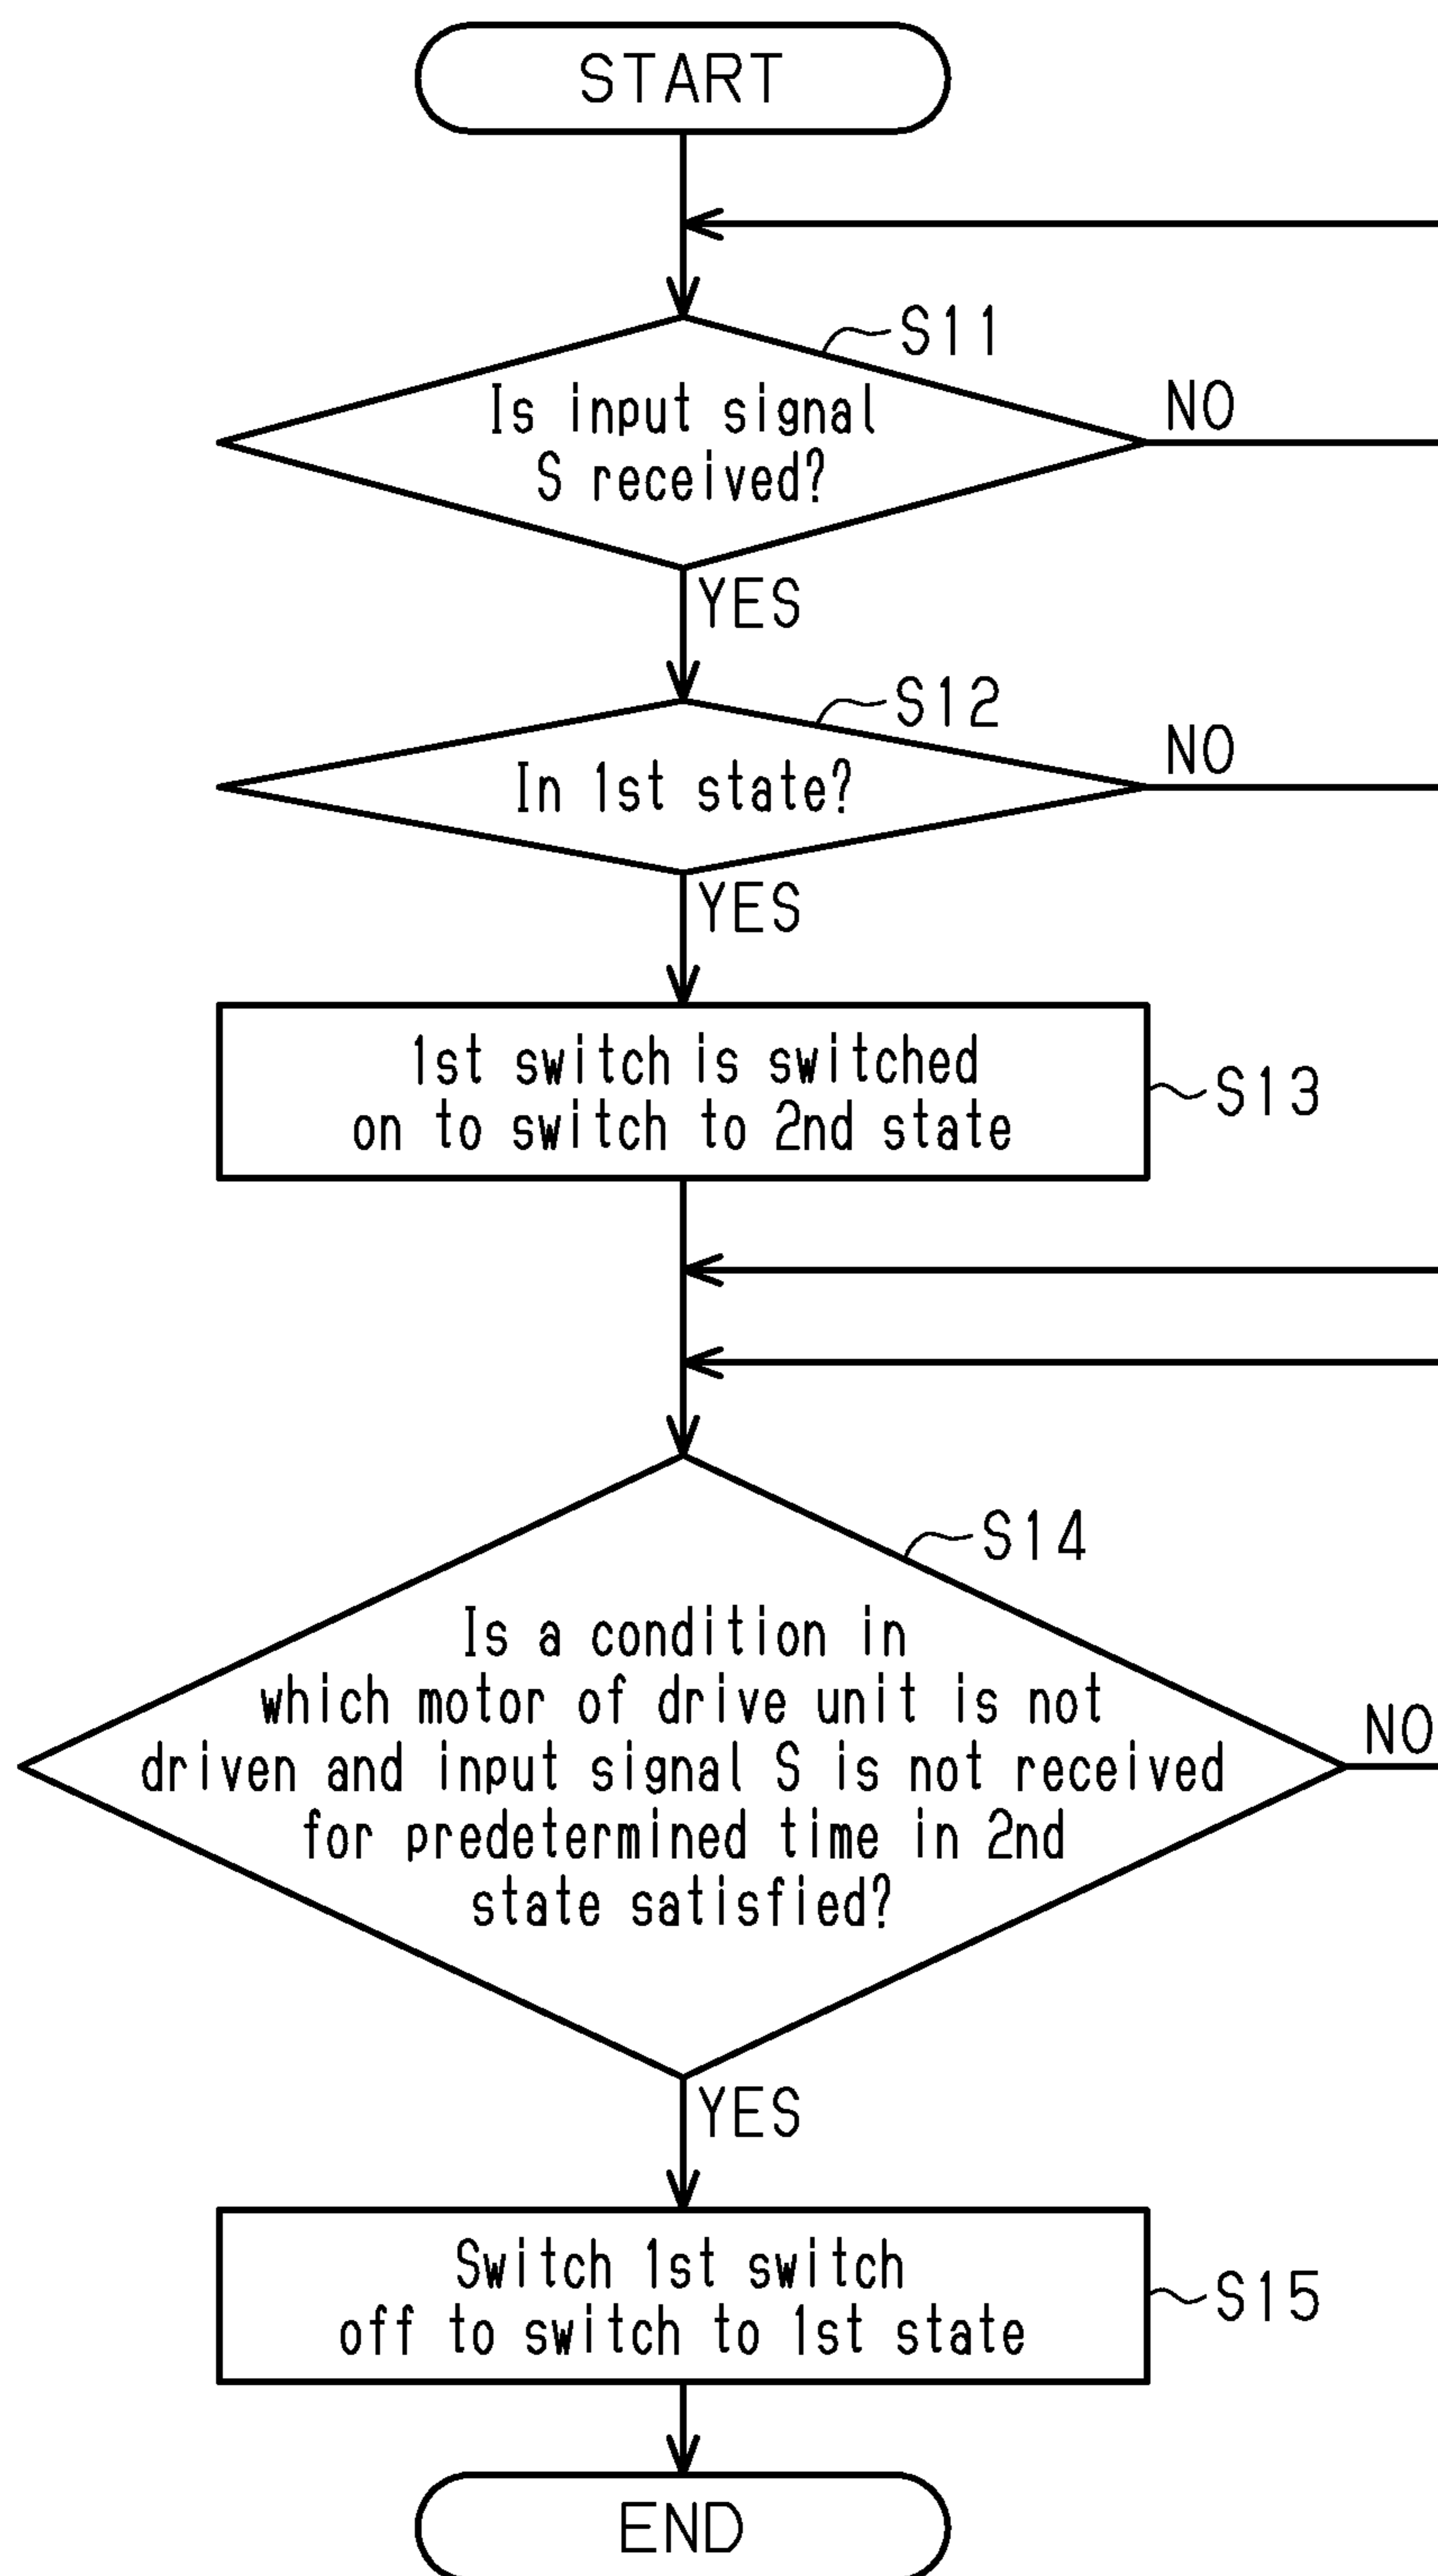 START
S11
Is input signal
S received?
NO
YES
S12
In 1st state?
NO
YES
1st switch is switched
on to switch to 2nd state
S13
S14
Is a condition in
which motor of drive unit is not
driven and input signal S is not received
for predetermined time in 2nd
state satisfied?
NO
YES
Switch 1st switch
off to switch to 1st state
S15
END